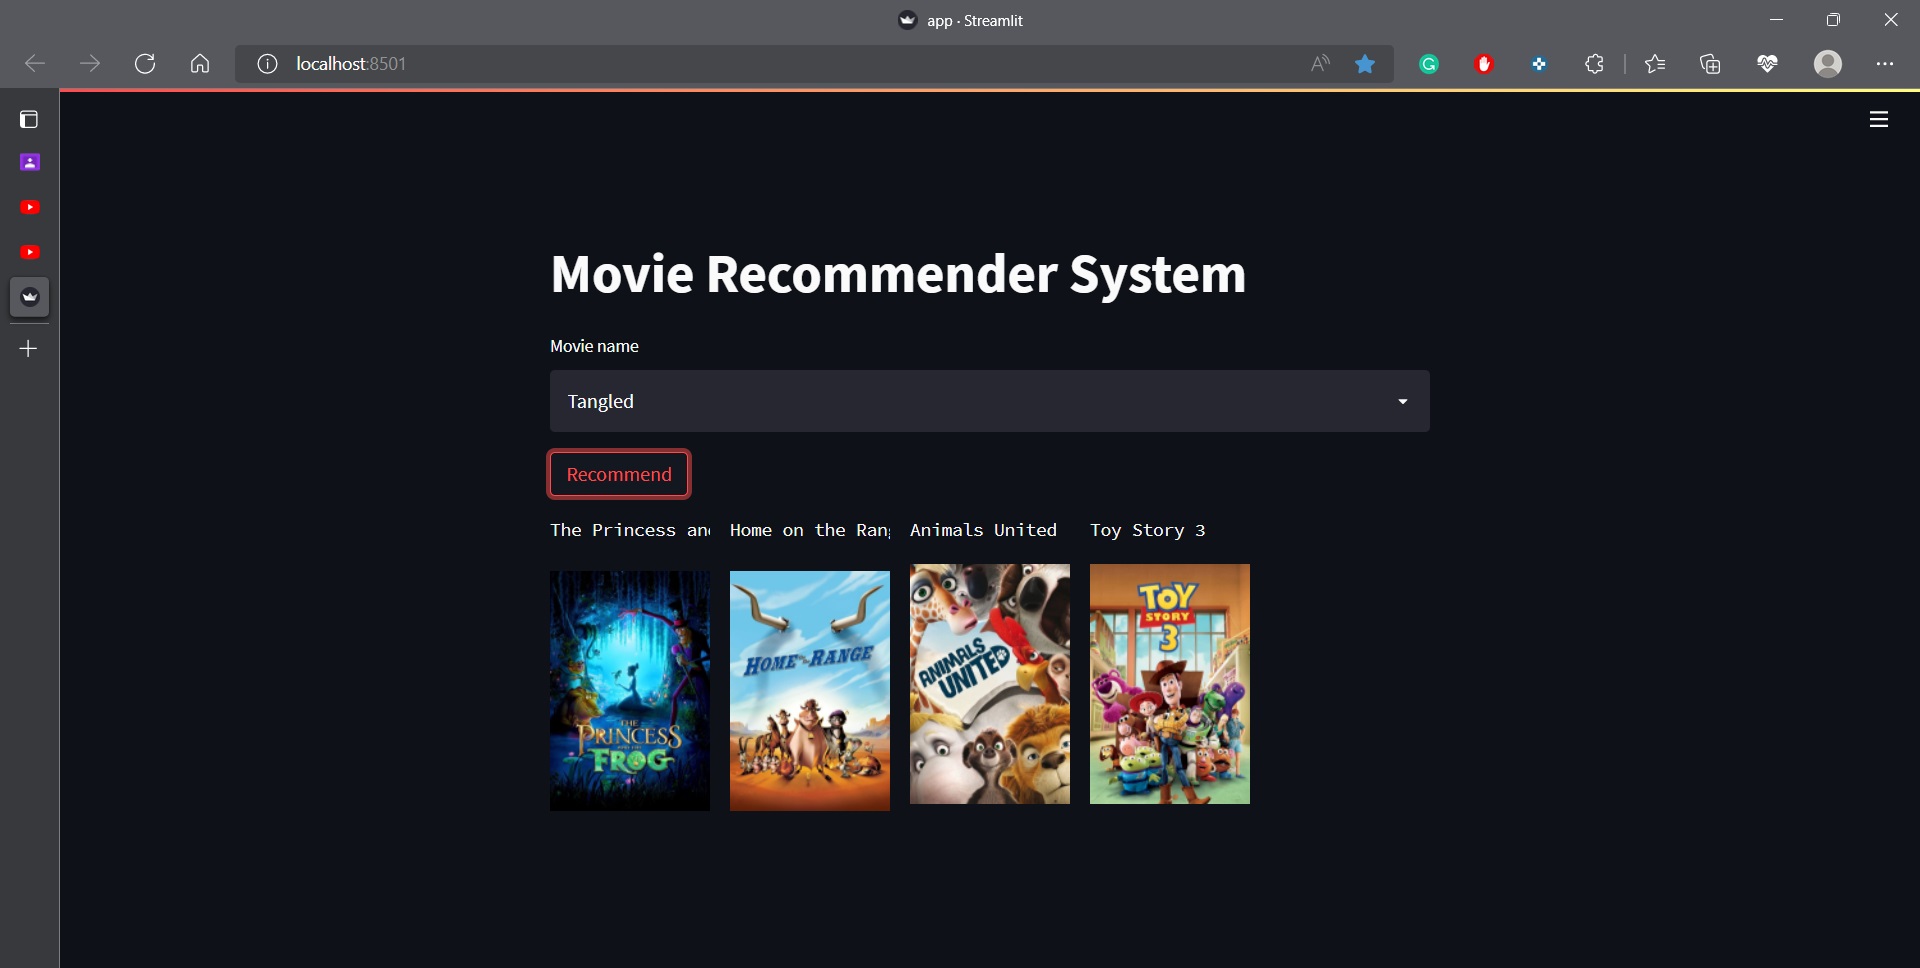 app - Streamlit
localhost:8501
Movie Recommender System
Movie name
Tangled
Recommend
The Princess an
Home on the Ran
Animals United
Toy Story 3
THE
PRINCESS
AND THE
FROG
HOME ON THE RANGE
ANIMALS
UNITED
TOY
STORY
3